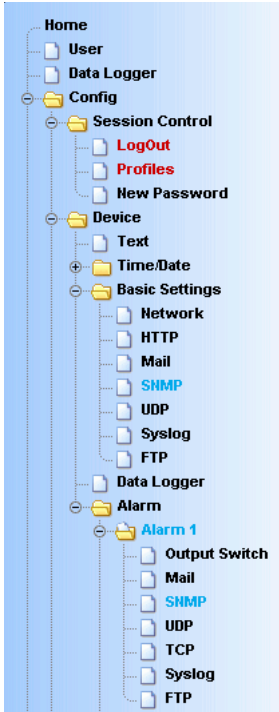 Home
User
Data Logger
Config
Session Control
LogOut
Profiles
New Password
Device
Text
Time/Date
Basic Settings
Network
HTTP
Mail
SNMP
UDP
Syslog
FTP
Data Logger
Alarm
Alarm 1
Output Switch
Mail
SNMP
UDP
TCP
Syslog
FTP